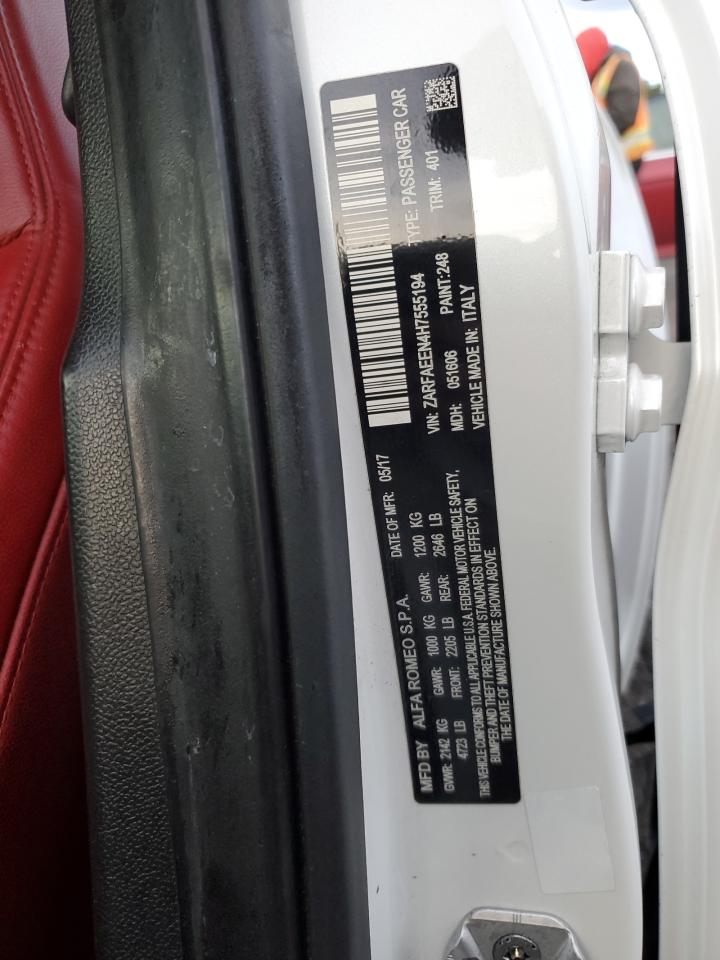 MFD BY ALFA ROMEO S.P.A. DATE OF MFR: 05/17
GVWR: 2142 KG GAWR: 1000 KG GAWR: 1200 KG
4723 LB FRONT: 2205 LB REAR: 2646 LB
THIS VEHICLE CONFORMS TO ALL APPLICABLE U.S.A. FEDERAL MOTOR VEHICLE SAFETY,
BUMPER AND THEFT PREVENTION STANDARDS IN EFFECT ON
THE DATE OF MANUFACTURE SHOWN ABOVE.
VIN: ZARFAEEN4H7555194 TYPE: PASSENGER CAR
MDH: 051606 PAINT:248 TRIM: 401
VEHICLE MADE IN: ITALY